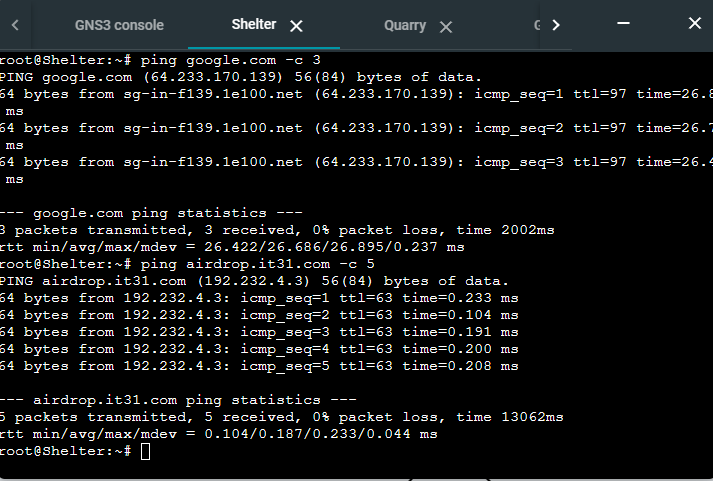 GNS3 console Shelter Quarry
root@Shelter:~# ping google.com -c 3
PING google.com (64.233.170.139) 56(84) bytes of data.
64 bytes from sg-in-f139.1e100.net (64.233.170.139): icmp_seq=1 ttl=97 time=26.8
ms
64 bytes from sg-in-f139.1e100.net (64.233.170.139): icmp_seq=2 ttl=97 time=26.7
ms
64 bytes from sg-in-f139.1e100.net (64.233.170.139): icmp_seq=3 ttl=97 time=26.4
ms
--- google.com ping statistics ---
3 packets transmitted, 3 received, 0% packet loss, time 2002ms
rtt min/avg/max/mdev = 26.422/26.686/26.895/0.237 ms
root@Shelter:~# ping airdrop.it31.com -c 5
PING airdrop.it31.com (192.232.4.3) 56(84) bytes of data.
64 bytes from 192.232.4.3: icmp_seq=1 ttl=63 time=0.233 ms
64 bytes from 192.232.4.3: icmp_seq=2 ttl=63 time=0.104 ms
64 bytes from 192.232.4.3: icmp_seq=3 ttl=63 time=0.191 ms
64 bytes from 192.232.4.3: icmp_seq=4 ttl=63 time=0.200 ms
64 bytes from 192.232.4.3: icmp_seq=5 ttl=63 time=0.208 ms
--- airdrop.it31.com ping statistics ---
5 packets transmitted, 5 received, 0% packet loss, time 13062ms
rtt min/avg/max/mdev = 0.104/0.187/0.233/0.044 ms
root@Shelter:~#